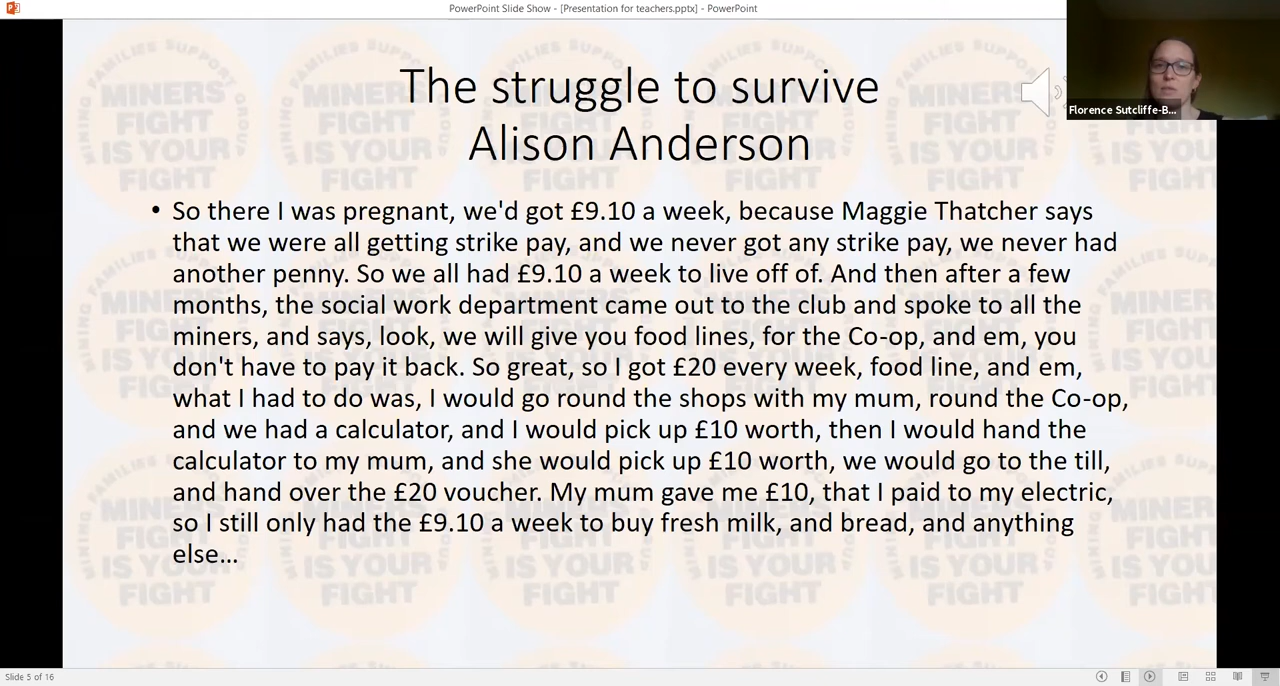 PowerPoint Slide Show - [Presentation for teachers.pptx] - PowerPoint
Florence Sutcliffe-B...
The struggle to survive
Alison Anderson
• So there I was pregnant, we'd got £9.10 a week, because Maggie Thatcher says
that we were all getting strike pay, and we never got any strike pay, we never had
another penny. So we all had £9.10 a week to live off of. And then after a few
months, the social work department came out to the club and spoke to all the
miners, and says, look, we will give you food lines, for the Co-op, and em, you
don't have to pay it back. So great, so I got £20 every week, food line, and em,
what I had to do was, I would go round the shops with my mum, round the Co-op,
and we had a calculator, and I would pick up £10 worth, then I would hand the
calculator to my mum, and she would pick up £10 worth, we would go to the till,
and hand over the £20 voucher. My mum gave me £10, that I paid to my electric,
so I still only had the £9.10 a week to buy fresh milk, and bread, and anything
else...
MINING FAMILIES SUPPORT GROUP
MINERS'
FIGHT
IS YOUR
FIGHT
Slide 5 of 16